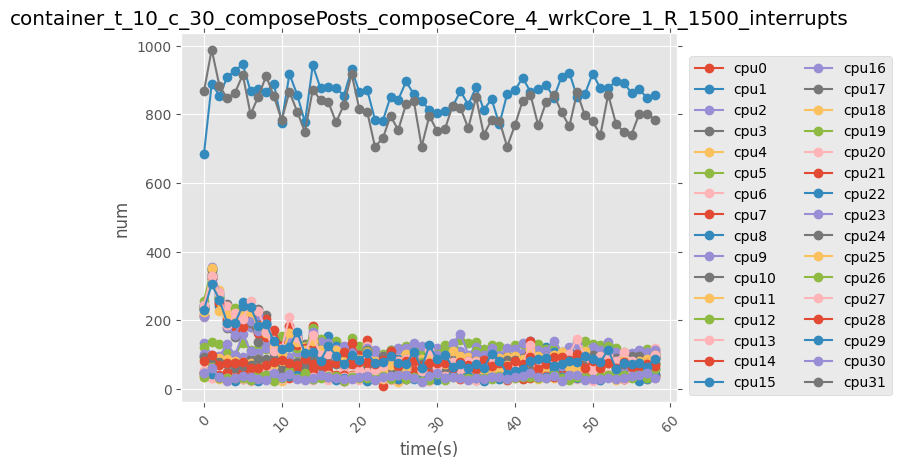 container_t_10_c_30_composePosts_composeCore_4_wrkCore_1_R_1500_interrupts
1000
800
600
400
200
0
num
0 10 20 30 40 50 60
time(s)
cpu0 cpu16
cpu1 cpu17
cpu2 cpu18
cpu3 cpu19
cpu4 cpu20
cpu5 cpu21
cpu6 cpu22
cpu7 cpu23
cpu8 cpu24
cpu9 cpu25
cpu10 cpu26
cpu11 cpu27
cpu12 cpu28
cpu13 cpu29
cpu14 cpu30
cpu15 cpu31